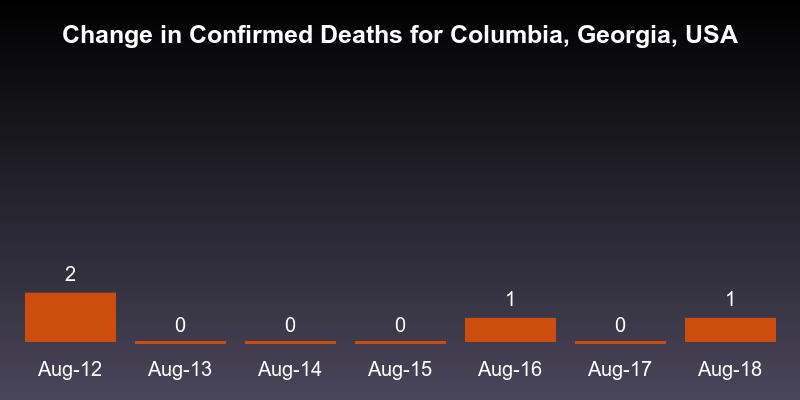 Change in Confirmed Deaths for Columbia, Georgia, USA
2
0
0
0
1
0
1
Aug-12
Aug-13
Aug-14
Aug-15
Aug-16
Aug-17
Aug-18